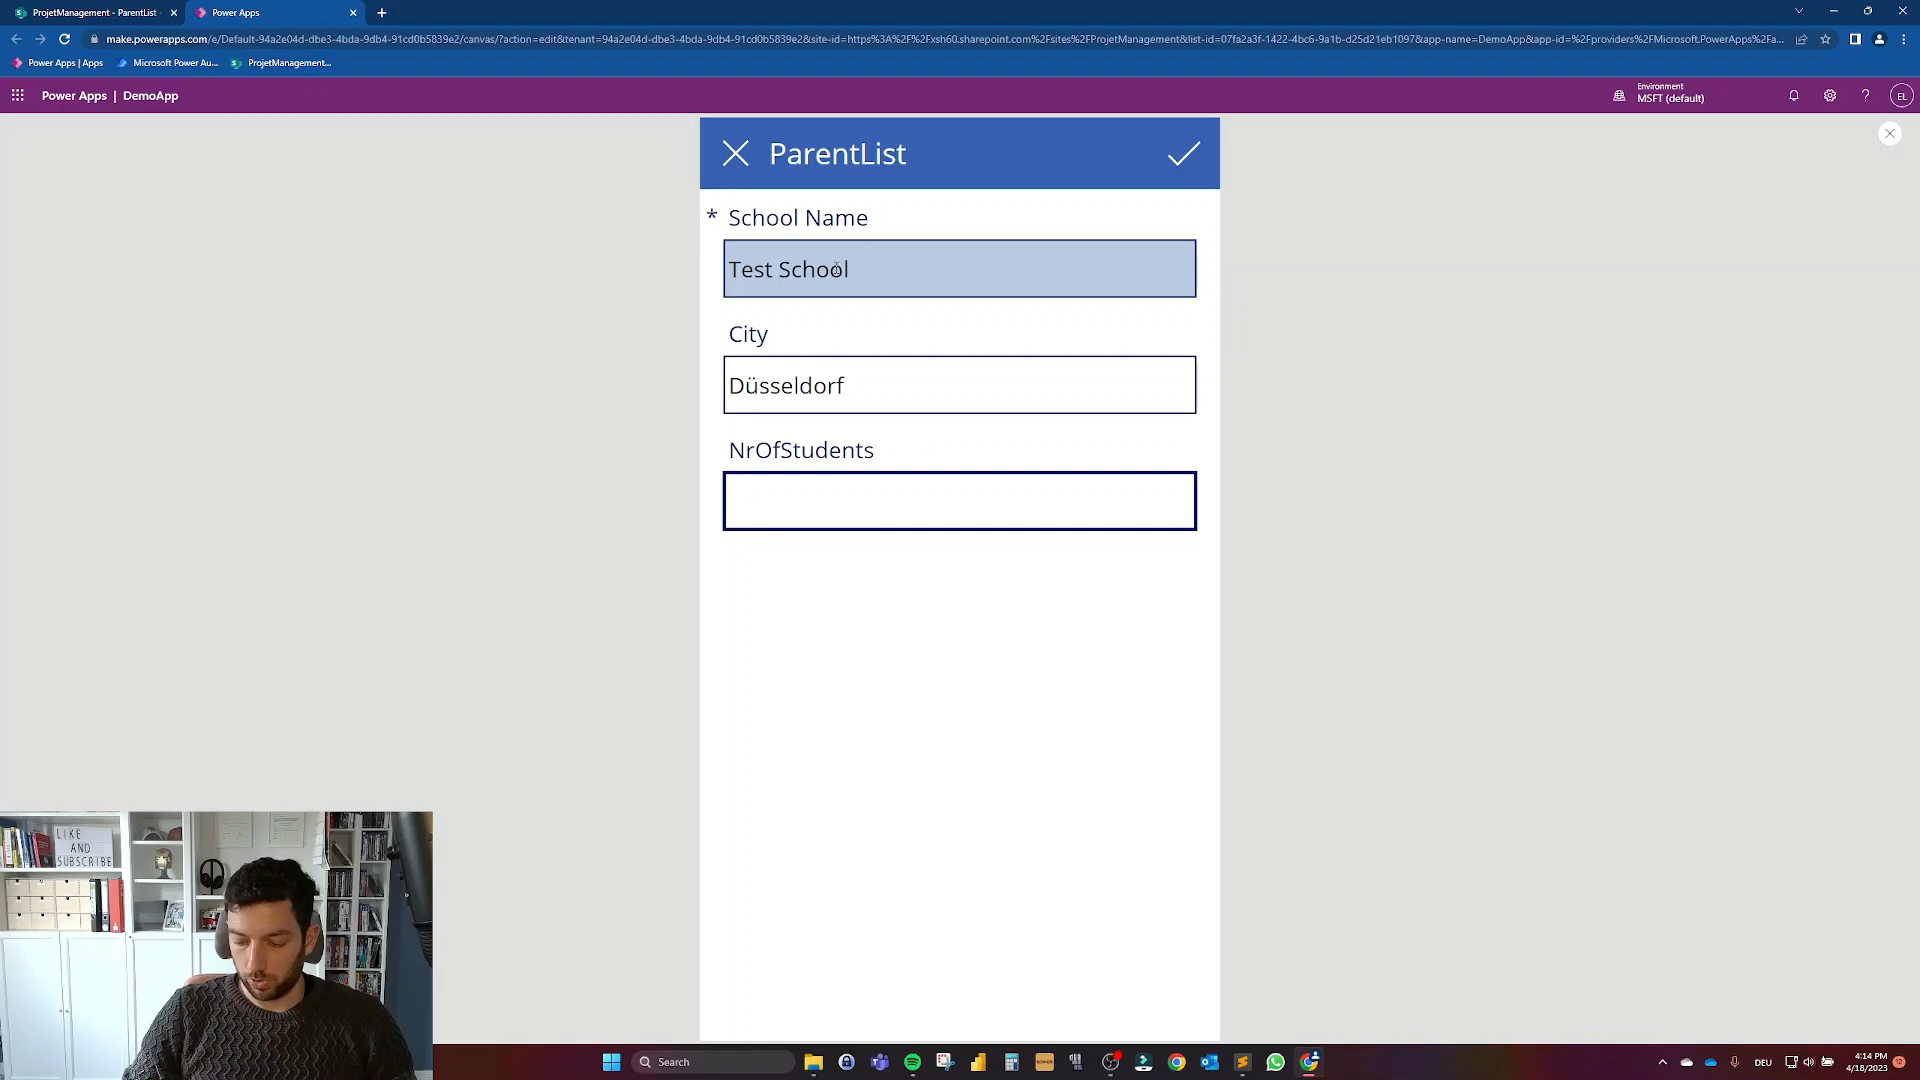 ProjetManagement - ParentList -
Power Apps
make.powerapps.com/e/Default-94a2e04d-dbe3-4bda-9db4-91cd0b5839e2/canvas/?action=edit&tenant=94a2e04d-dbe3-4bda-9db4-91cd0b5839e2&site-id=https%3A%2F%2Fxsh60.sharepoint.com%2Fsites%2FProjetManagement&list-id=07fa2a3f-1422-4bc6-9a1b-d25d21eb1097&app-name=DemoApp&app-id=%2Fproviders%2FMicrosoft.PowerApps%2Fa...
Power Apps | Apps
Microsoft Power Au...
ProjetManagement...
Power Apps | DemoApp
Environment
MSFT (default)
EL
ParentList
* School Name
Test School
City
Düsseldorf
NrOfStudents
LIKE
AND
SUBSCRIBE
Search
SONOS
DEU
4:14 PM
4/18/2023